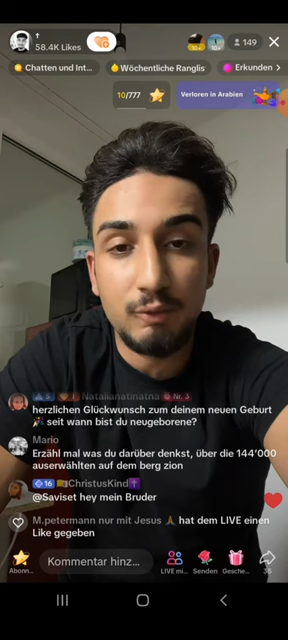 †
58.4K Likes
149
Chatten und Int...
Wöchentliche Ranglis
Erkunden >
10/777
Verloren in Arabien
5
Natalianatinatha
Nr. 3
herzlichen Glückwunsch zum deinem neuen Geburt
🎉 seit wann bist du neugeborene?
Mario
Erzähl mal was du darüber denkst, über die 144'000
auserwählten auf dem berg zion
16 ChristusKind✝️
@Saviset hey mein Bruder
M.petermann nur mit Jesus 🙏 hat dem LIVE einen
Like gegeben
Kommentar hinz...
Abonn..
LIVE mi...
Senden
Gesche...
35